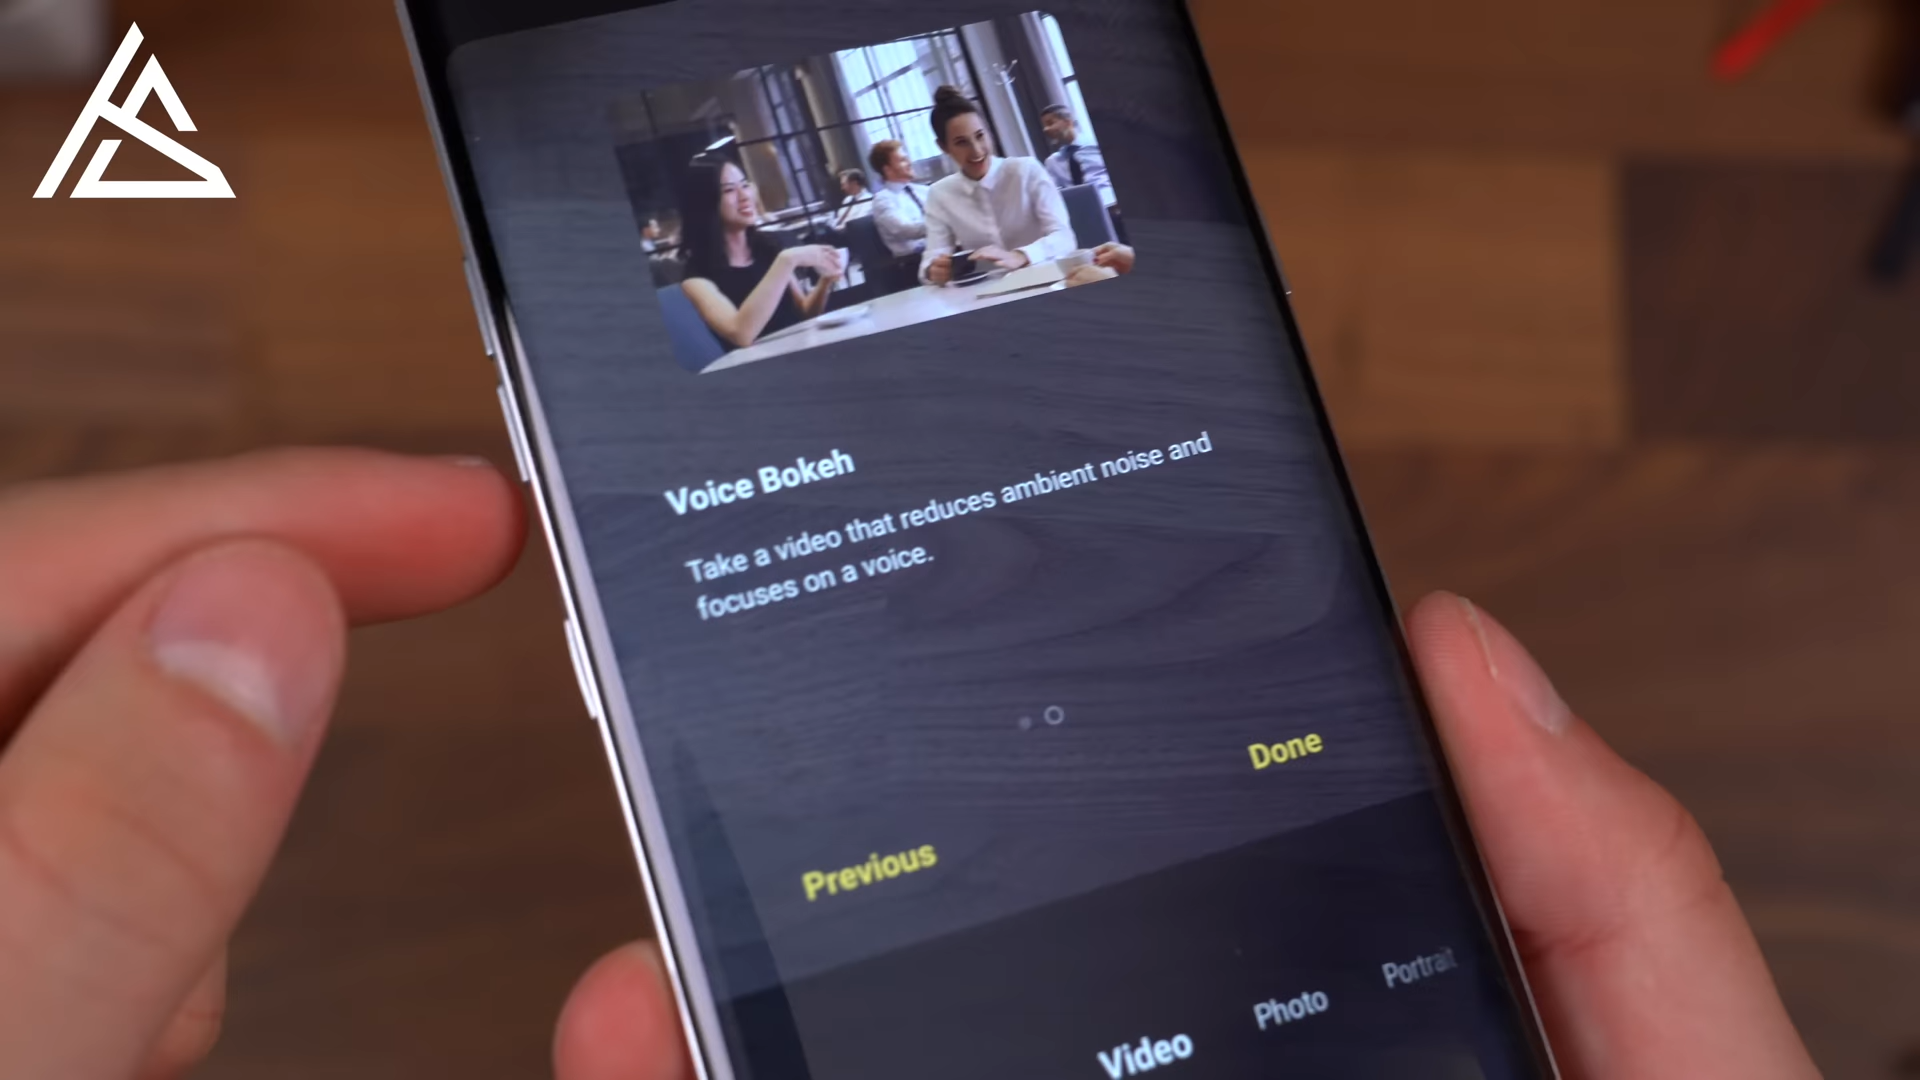 Voice Bokeh
Take a video that reduces ambient noise and
focuses on a voice.
Done
Previous
Video
Photo
Portrait